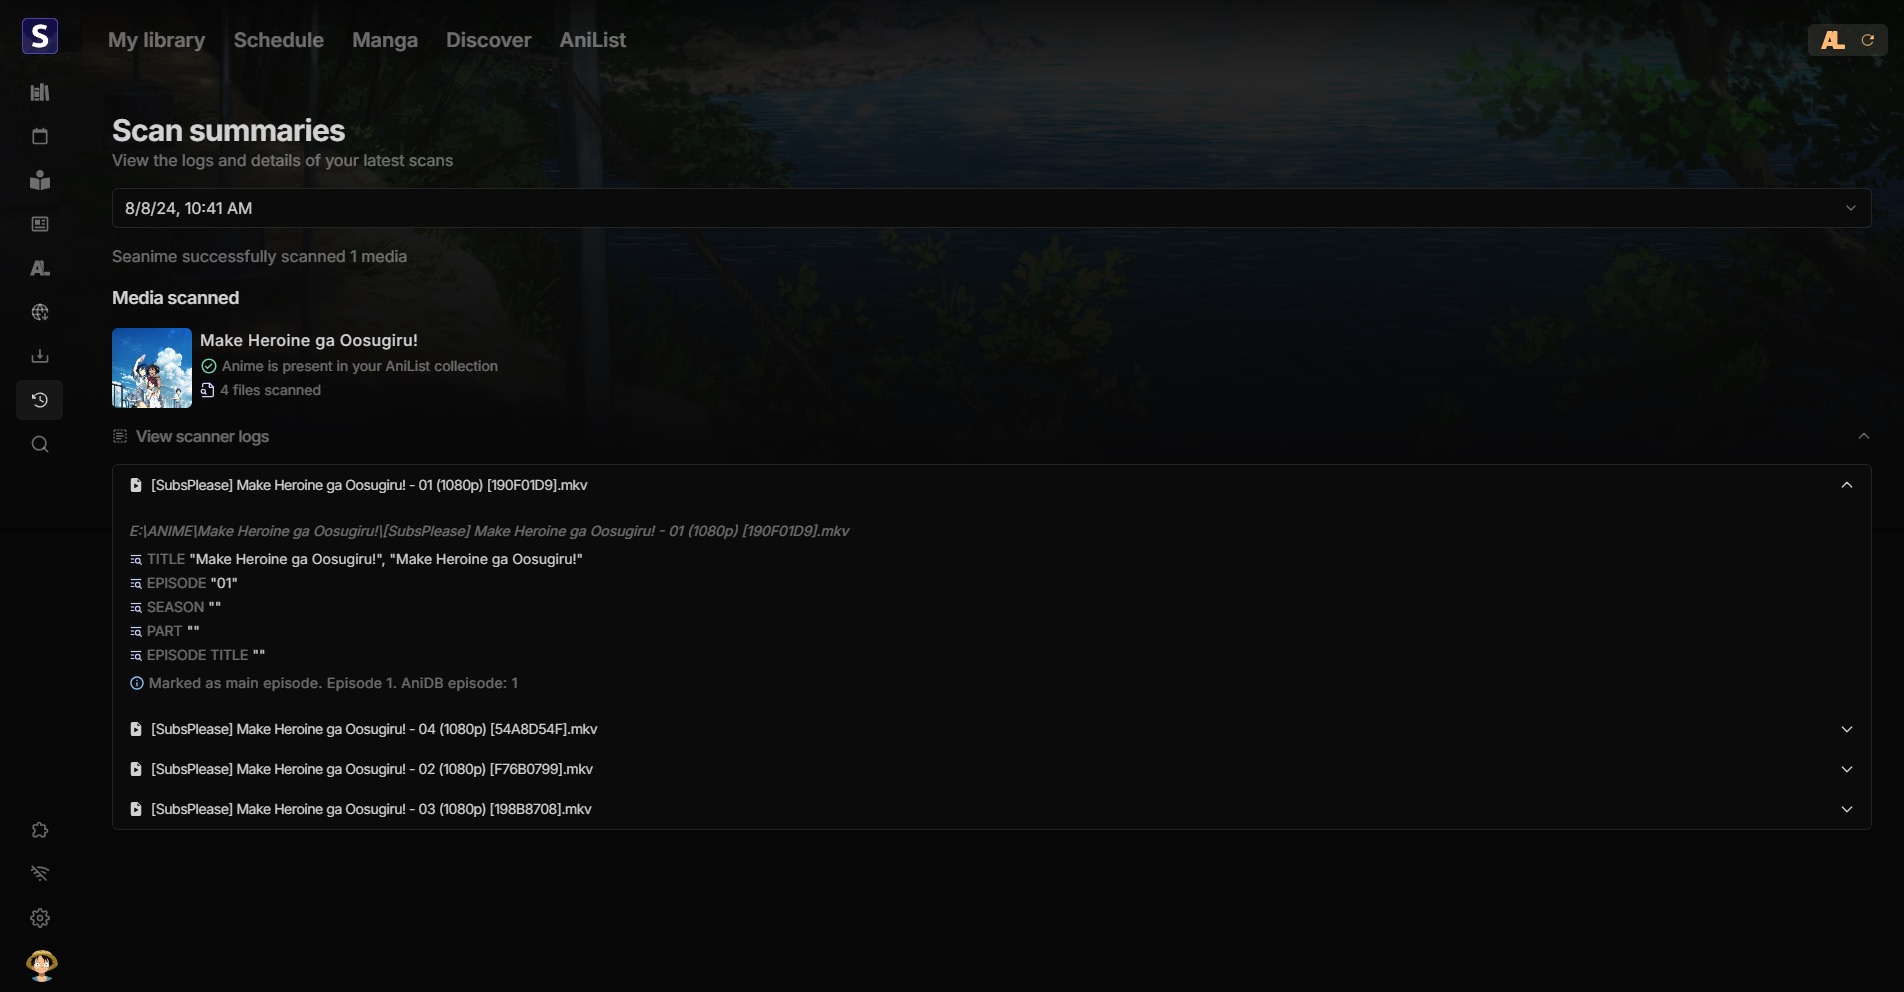 S
My library Schedule Manga Discover AniList
AL
Scan summaries
View the logs and details of your latest scans
8/8/24, 10:41 AM
Seanime successfully scanned 1 media
Media scanned
Make Heroine ga Oosugiru!
Anime is present in your AniList collection
4 files scanned
View scanner logs
[SubsPlease] Make Heroine ga Oosugiru! - 01 (1080p) [190F01D9].mkv
E:\ANIME\Make Heroine ga Oosugiru!\[SubsPlease] Make Heroine ga Oosugiru! - 01 (1080p) [190F01D9].mkv
TITLE "Make Heroine ga Oosugiru!", "Make Heroine ga Oosugiru!"
EPISODE "01"
SEASON ""
PART ""
EPISODE TITLE ""
Marked as main episode. Episode 1. AniDB episode: 1
[SubsPlease] Make Heroine ga Oosugiru! - 04 (1080p) [54A8D54F].mkv
[SubsPlease] Make Heroine ga Oosugiru! - 02 (1080p) [F76B0799].mkv
[SubsPlease] Make Heroine ga Oosugiru! - 03 (1080p) [198B8708].mkv
AL